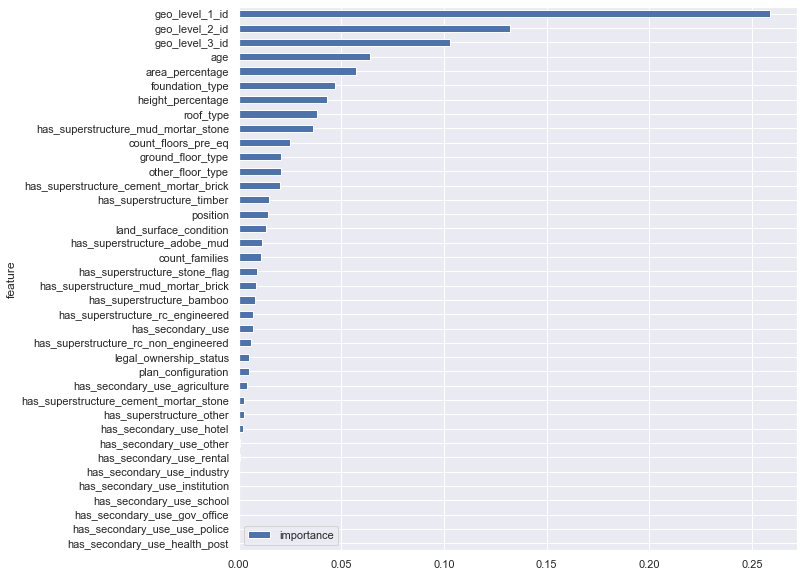 geo_level_1_id
geo_level_2_id
geo_level_3_id
age
area_percentage
foundation_type
height_percentage
roof_type
has_superstructure_mud_mortar_stone
count_floors_pre_eq
ground_floor_type
other_floor_type
has_superstructure_cement_mortar_brick
has_superstructure_timber
position
land_surface_condition
has_superstructure_adobe_mud
count_families
has_superstructure_stone_flag
has_superstructure_mud_mortar_brick
has_superstructure_bamboo
has_superstructure_rc_engineered
has_secondary_use
has_superstructure_rc_non_engineered
legal_ownership_status
plan_configuration
has_secondary_use_agriculture
has_superstructure_cement_mortar_stone
has_superstructure_other
has_secondary_use_hotel
has_secondary_use_other
has_secondary_use_rental
has_secondary_use_industry
has_secondary_use_institution
has_secondary_use_school
has_secondary_use_gov_office
has_secondary_use_use_police
has_secondary_use_health_post
feature
importance
0.00 0.05 0.10 0.15 0.20 0.25